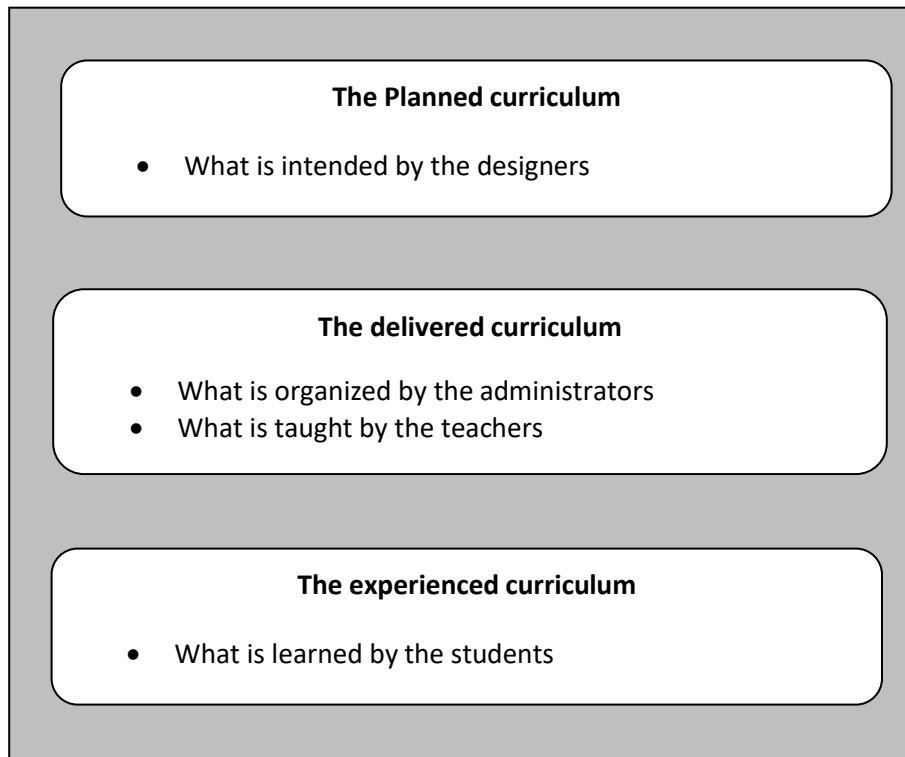 The Planned curriculum
• What is intended by the designers
The delivered curriculum
• What is organized by the administrators
• What is taught by the teachers
The experienced curriculum
• What is learned by the students